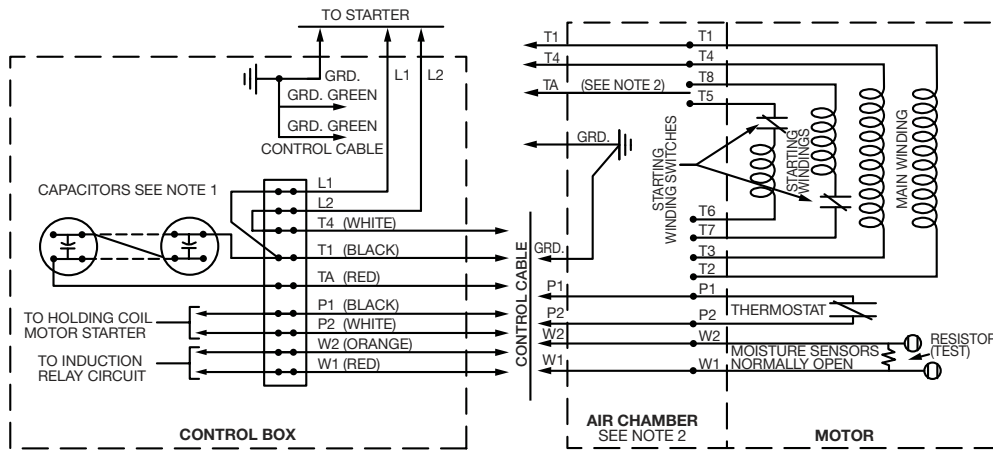 TO STARTER
GRD.
L1
L2
GRD. GREEN
GRD. GREEN
CONTROL CABLE
CAPACITORS SEE NOTE 1
L1
L2
T4 (WHITE)
T1 (BLACK)
TA (RED)
P1 (BLACK)
P2 (WHITE)
W2 (ORANGE)
W1 (RED)
TO HOLDING COIL
MOTOR STARTER
TO INDUCTION
RELAY CIRCUIT
CONTROL BOX
CONTROL CABLE
T1
T4
TA (SEE NOTE 2)
GRD.
GRD.
P1
P2
W2
W1
AIR CHAMBER
SEE NOTE 2
T1
T4
T8
T5
STARTING
WINDING SWITCHES
STARTING
WINDINGS
MAIN WINDING
T6
T7
T3
T2
P1
THERMOSTAT
P2
W2
MOISTURE SENSORS
W1 NORMALLY OPEN
RESISTOR
(TEST)
MOTOR